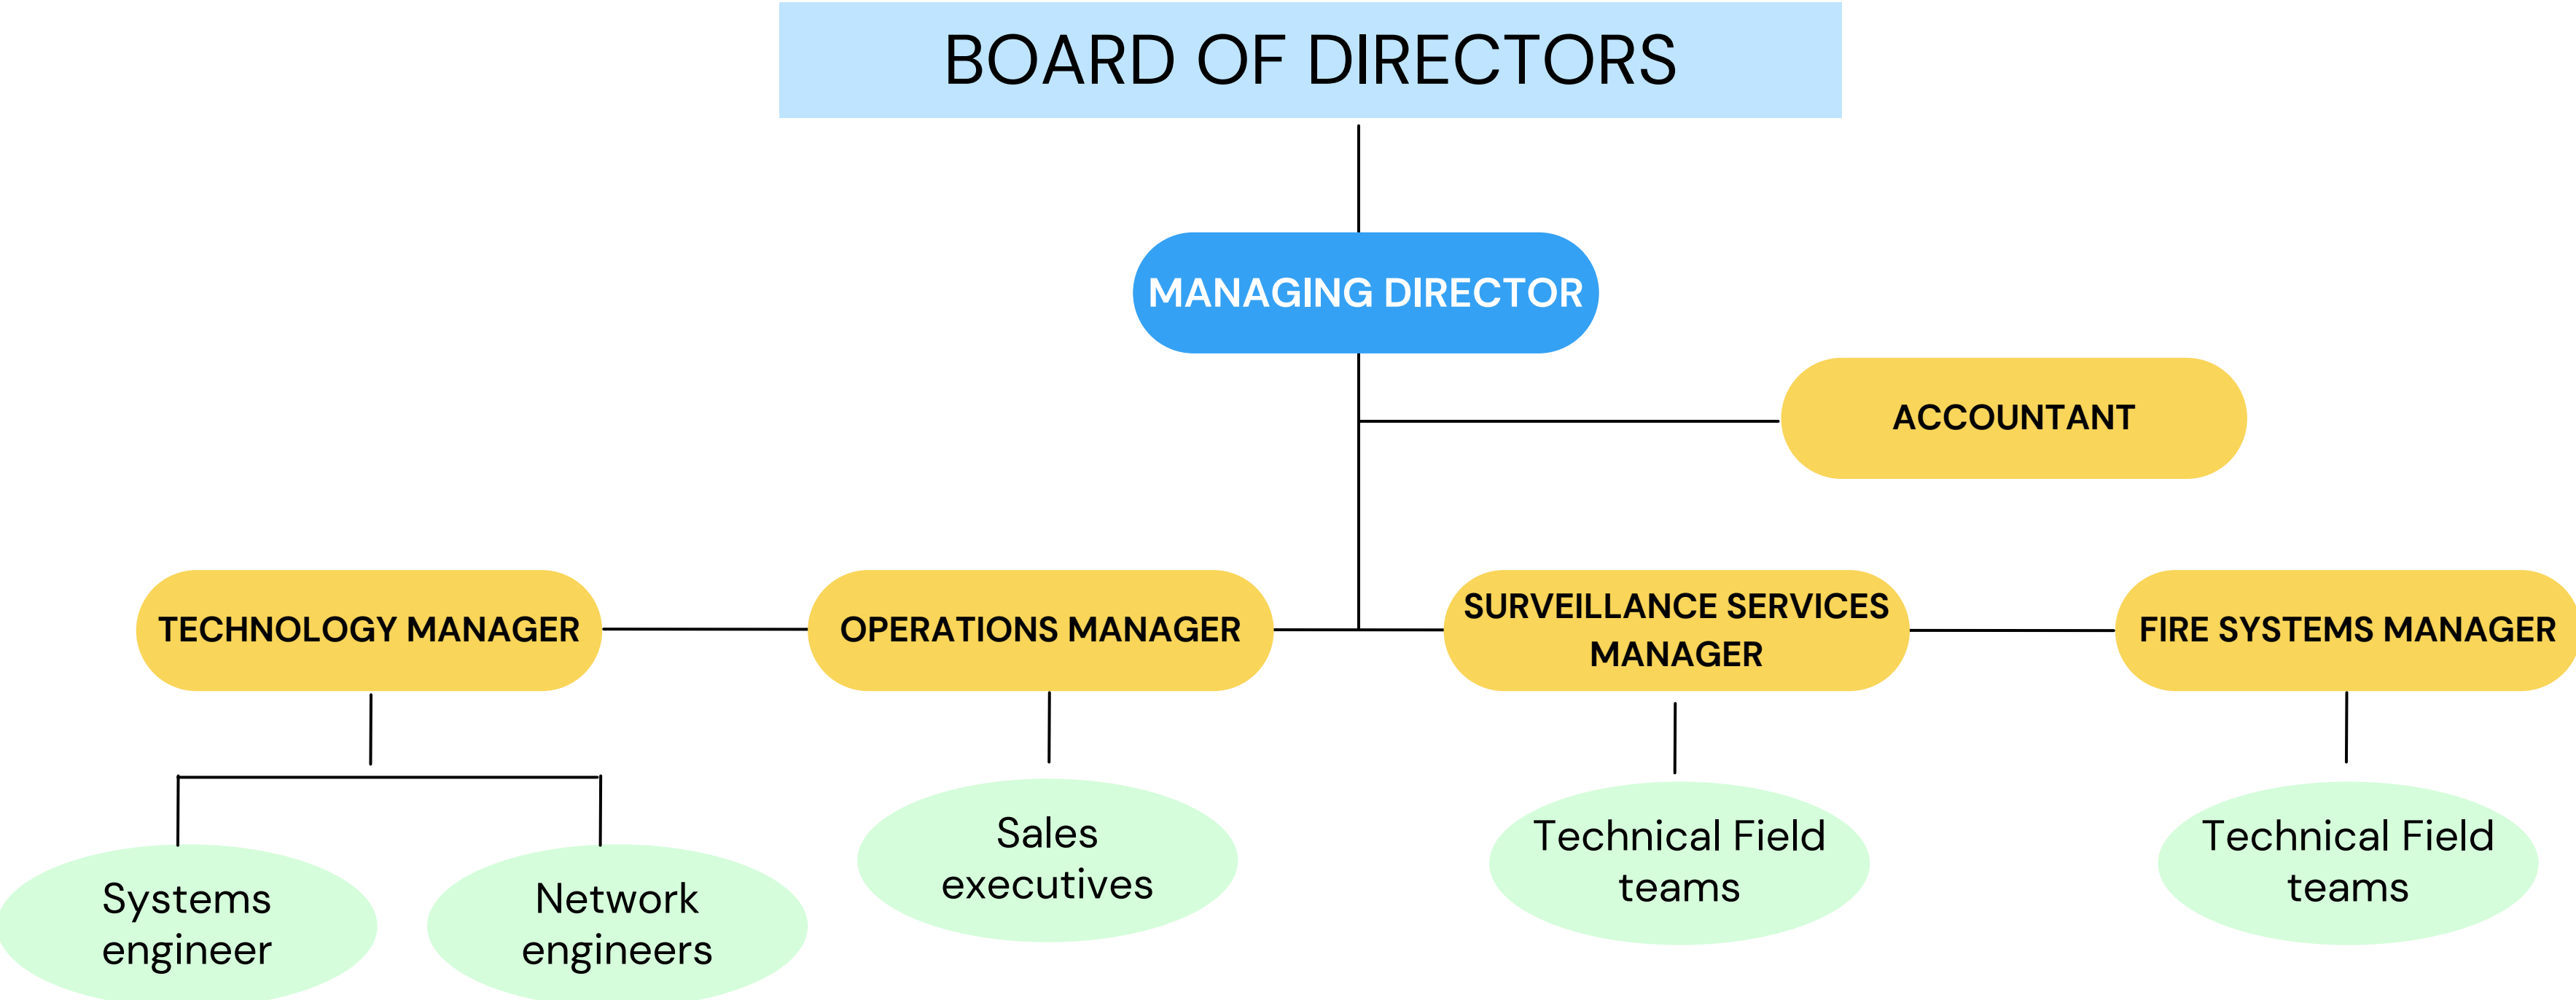 BOARD OF DIRECTORS
MANAGING DIRECTOR
ACCOUNTANT
TECHNOLOGY MANAGER
OPERATIONS MANAGER
SURVEILLANCE SERVICES
MANAGER
FIRE SYSTEMS MANAGER
Systems
engineer
Network
engineers
Sales
executives
Technical Field
teams
Technical Field
teams